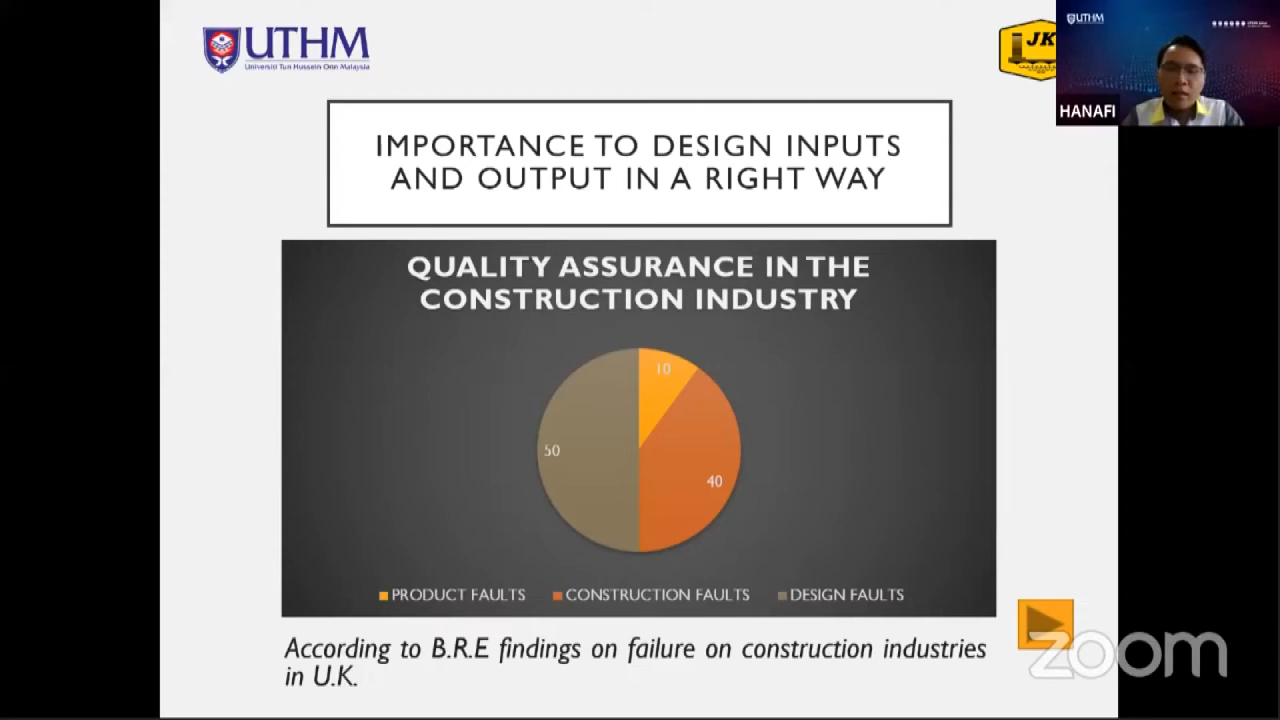 UTHM
Universiti Tun Hussein Onn Malaysia
JK
UTHM
HANAFI
IMPORTANCE TO DESIGN INPUTS
AND OUTPUT IN A RIGHT WAY
QUALITY ASSURANCE IN THE
CONSTRUCTION INDUSTRY
10
50
40
PRODUCT FAULTS CONSTRUCTION FAULTS DESIGN FAULTS
According to B.R.E findings on failure on construction industries
in U.K.
zoom